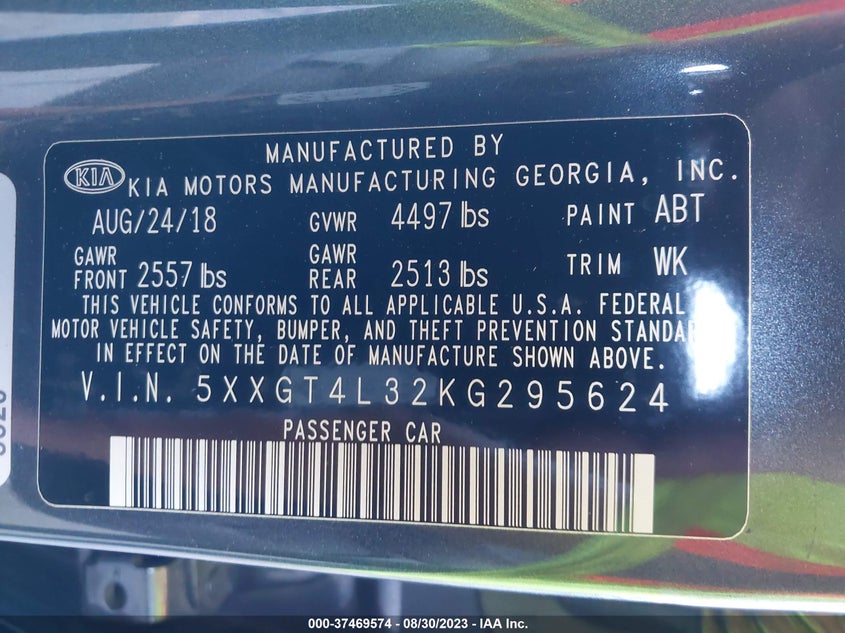 MANUFACTURED BY
KIA KIA MOTORS MANUFACTURING GEORGIA, INC.
AUG/24/18 GVWR 4497 lbs PAINT ABT
GAWR FRONT 2557 lbs GAWR REAR 2513 lbs TRIM WK
THIS VEHICLE CONFORMS TO ALL APPLICABLE U.S.A. FEDERAL
MOTOR VEHICLE SAFETY, BUMPER, AND THEFT PREVENTION
IN EFFECT ON THE DATE OF MANUFACTURE SHOWN ABOVE.
V.I.N. 5XXGT4L32KG295624
PASSENGER CAR
000-37469574 - 08/30/2023 - IAA Inc.